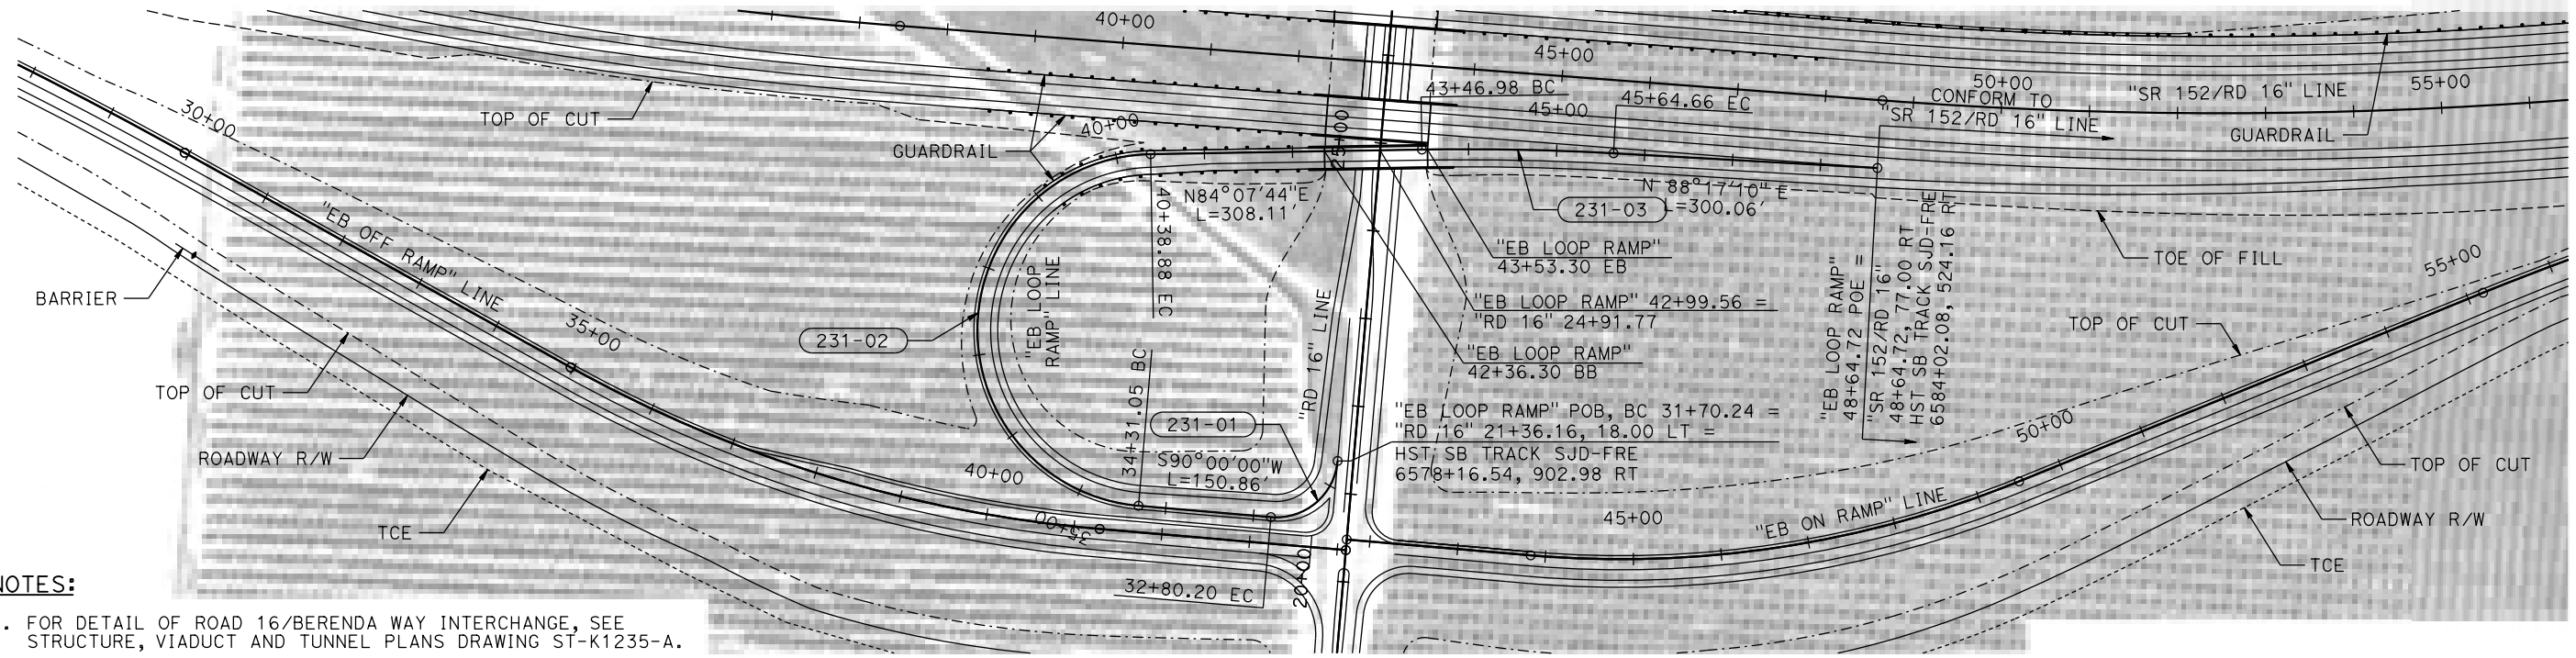 40+00
45+00
50+00
55+00
43+46.98 BC
45+00
45+64.66 EC
CONFORM TO
"SR 152/RD 16" LINE
"SR 152/RD 16" LINE
GUARDRAIL
30+00
TOP OF CUT
GUARDRAIL
40+00
25+00
N84°07'44"E
L=308.11'
40+38.88 EC
N 88°17'10" E
L=300.06'
231-03
"EB OFF RAMP" LINE
BARRIER
35+00
231-02
"EB LOOP
RAMP" LINE
"RD 16" LINE
"EB LOOP RAMP"
43+53.30 EB
"EB LOOP RAMP" 42+99.56 =
"RD 16" 24+91.77
"EB LOOP RAMP"
42+36.30 BB
"EB LOOP RAMP"
48+64.72 POE =
"SR 152/RD 16"
48+64.72, 77.00 RT
HST SB TRACK SJD-FRE
6584+02.08, 524.16 RT
TOE OF FILL
55+00
TOP OF CUT
TOP OF CUT
34+31.05 BC
231-01
"EB LOOP RAMP" POB, BC 31+70.24 =
"RD 16" 21+36.16, 18.00 LT =
HST SB TRACK SJD-FRE
6578+16.54, 902.98 RT
50+00
ROADWAY R/W
40+00
S90°00'00"W
L=150.86'
TOP OF CUT
TCE
35+00
"EB ON RAMP" LINE
45+00
ROADWAY R/W
TCE
32+80.20 EC
20+00
NOTES:
. FOR DETAIL OF ROAD 16/BERENDA WAY INTERCHANGE, SEE
STRUCTURE, VIADUCT AND TUNNEL PLANS DRAWING ST-K1235-A.